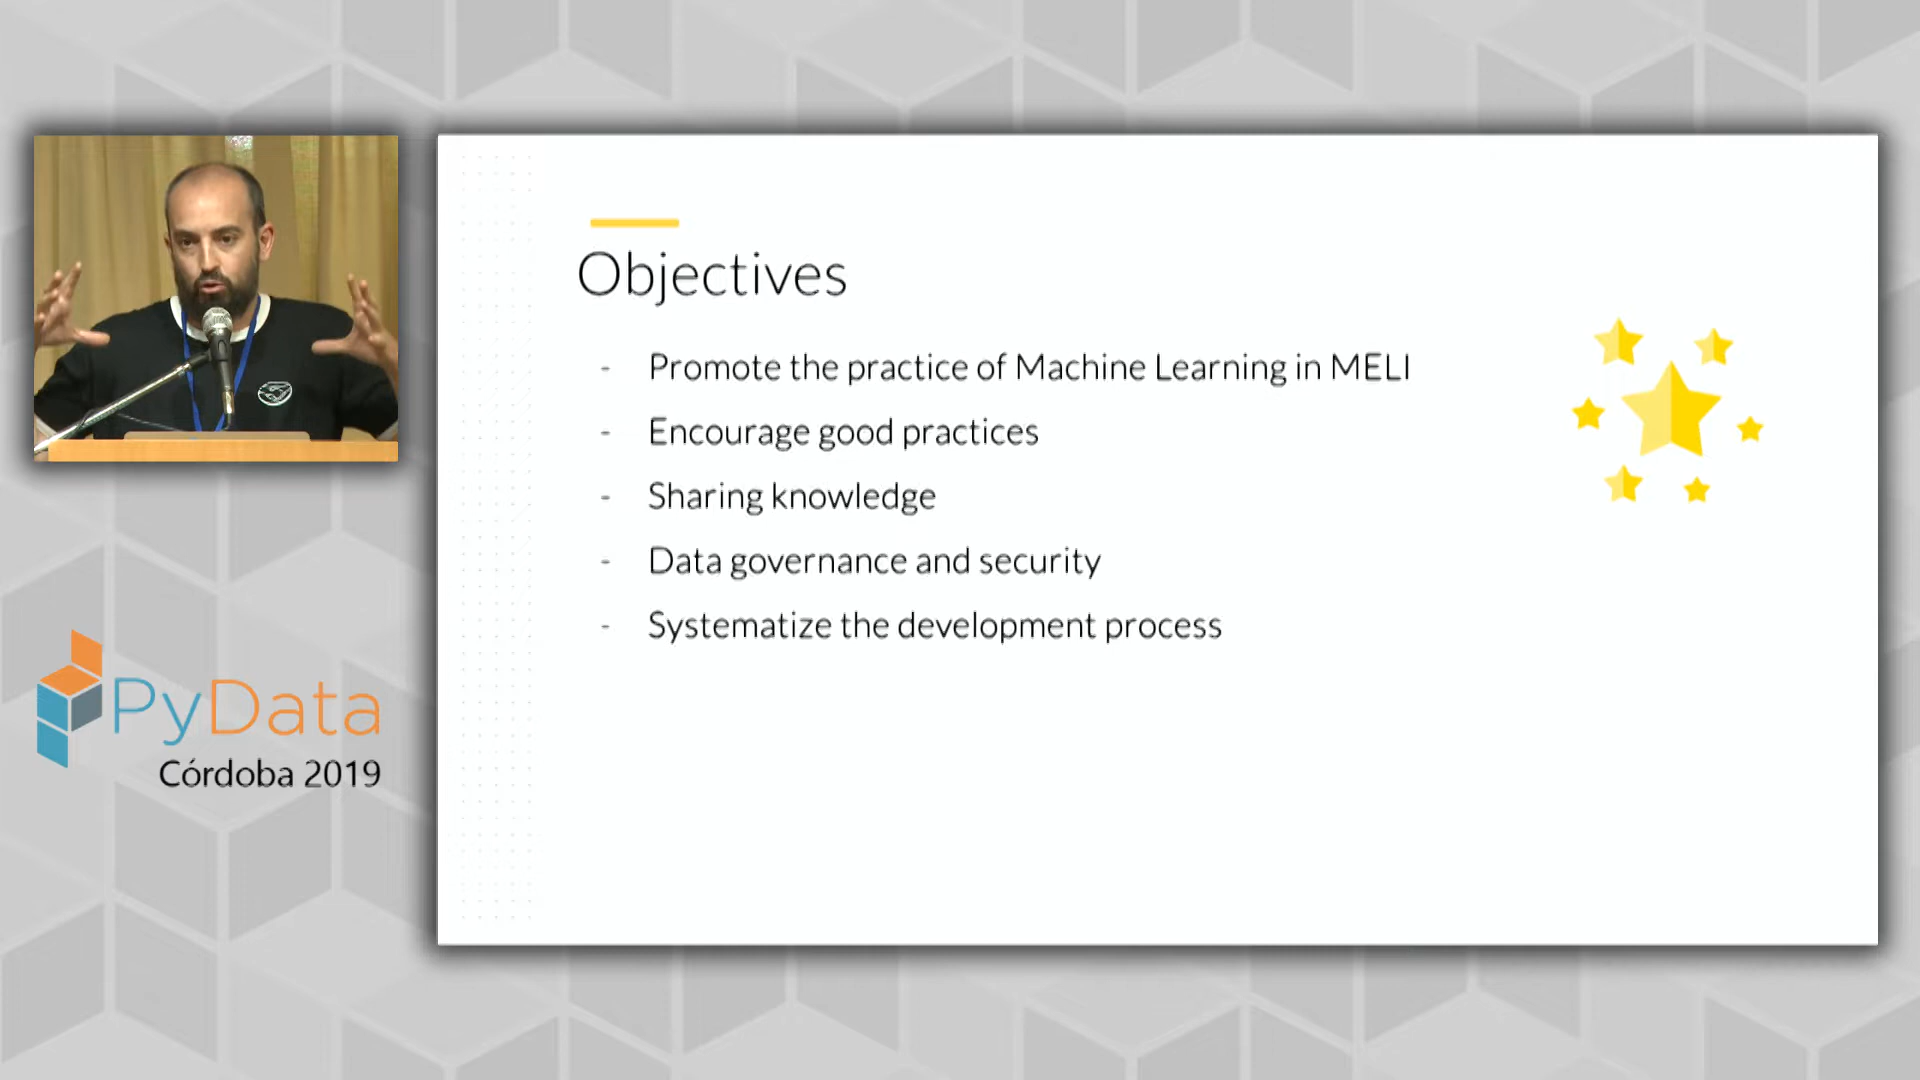 Objectives
- Promote the practice of Machine Learning in MELI
- Encourage good practices
- Sharing knowledge
- Data governance and security
- Systematize the development process
PyData
Córdoba 2019